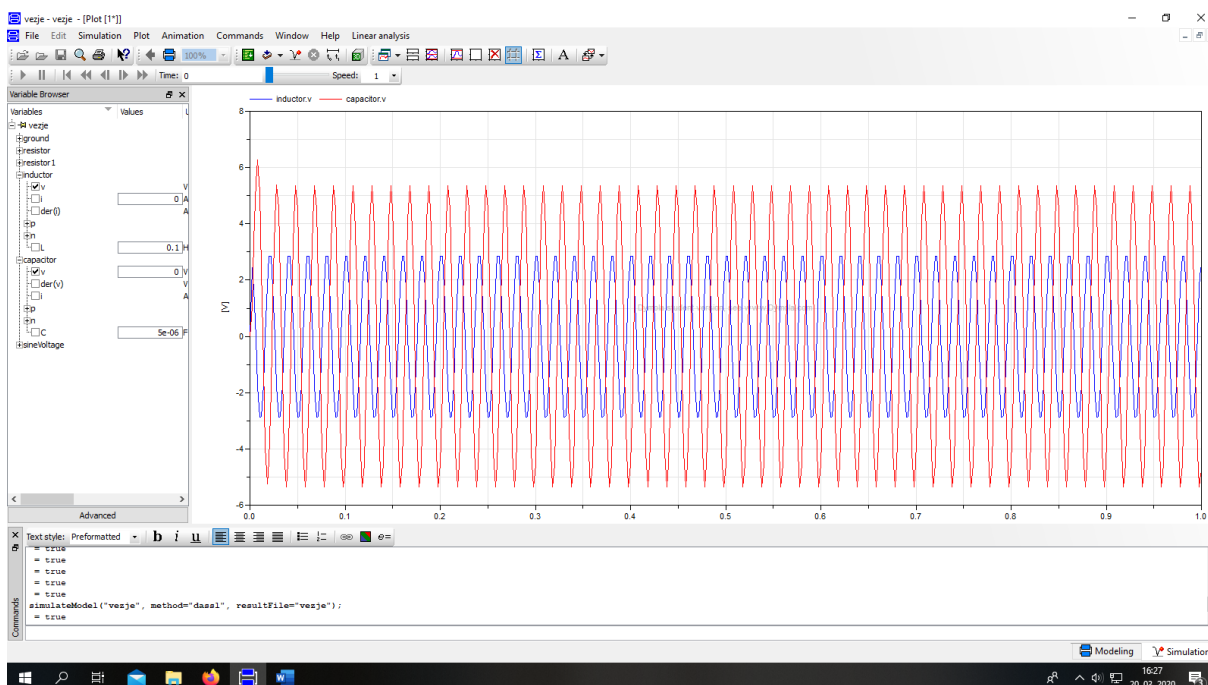 vezje - vezje - [Plot [1*]]
File Edit Simulation Plot Animation Commands Window Help Linear analysis
100%
Time: 0 Speed: 1
Variable Browser
Variables Values
vezje
ground
resistor
resistor1
inductor
v V
i 0 A
der(i) A
p
n
L 0.1 H
capacitor
v 0 V
der(v) V
i A
p
n
C 5e-06 F
sineVoltage
Advanced
inductor.v capacitor.v
[V]
8
6
4
2
0
-2
-4
-6
0.0 0.1 0.2 0.3 0.4 0.5 0.6 0.7 0.8 0.9 1.0
Text style: Preformatted b i u
Commands
= true
= true
= true
= true
= true
simulateModel("vezje", method="dassl", resultFile="vezje");
= true
Modeling Simulation
16:27
20. 03. 2020